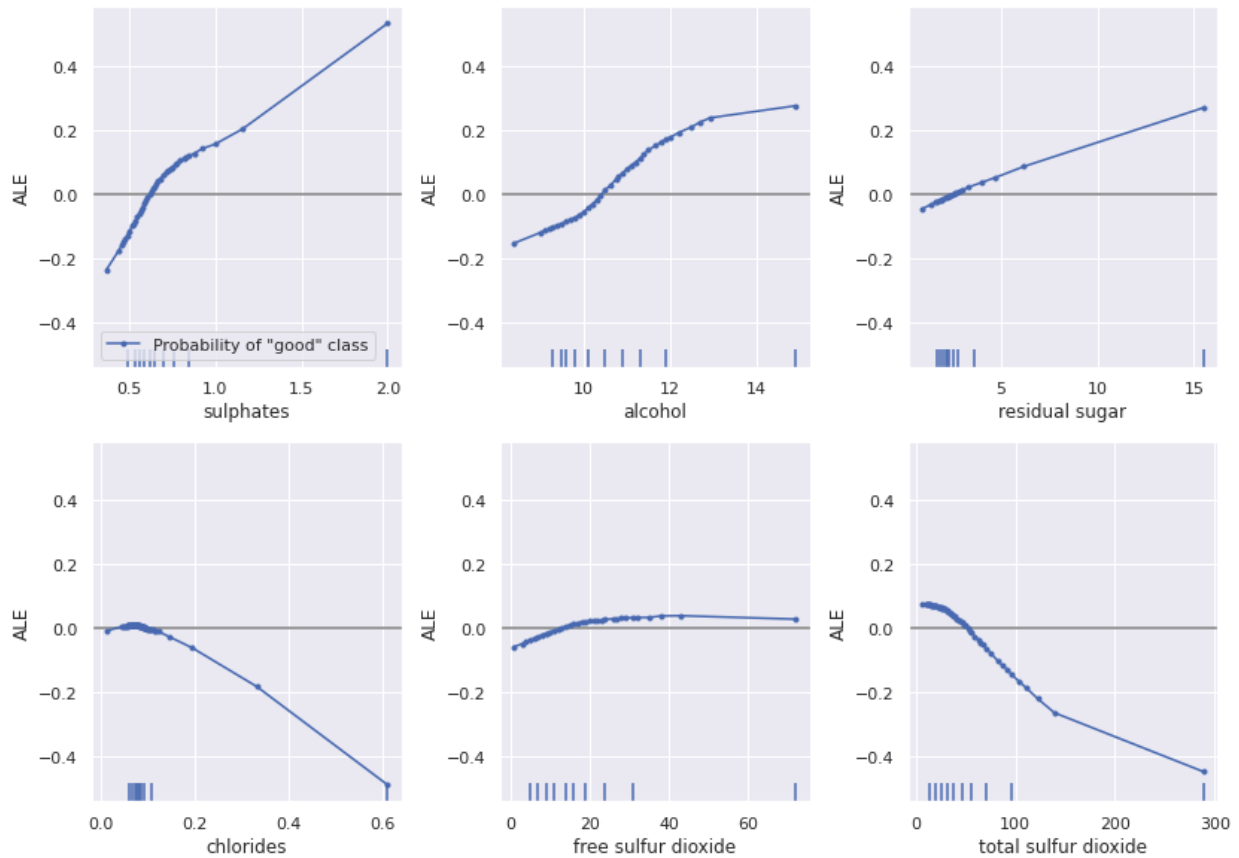 ALE
0.4
0.2
0.0
−0.2
−0.4
Probability of "good" class
0.5 1.0 1.5 2.0
sulphates
ALE
0.4
0.2
0.0
−0.2
−0.4
10 12 14
alcohol
ALE
0.4
0.2
0.0
−0.2
−0.4
5 10 15
residual sugar
ALE
0.4
0.2
0.0
−0.2
−0.4
0.0 0.2 0.4 0.6
chlorides
ALE
0.4
0.2
0.0
−0.2
−0.4
0 20 40 60
free sulfur dioxide
ALE
0.4
0.2
0.0
−0.2
−0.4
0 100 200 300
total sulfur dioxide